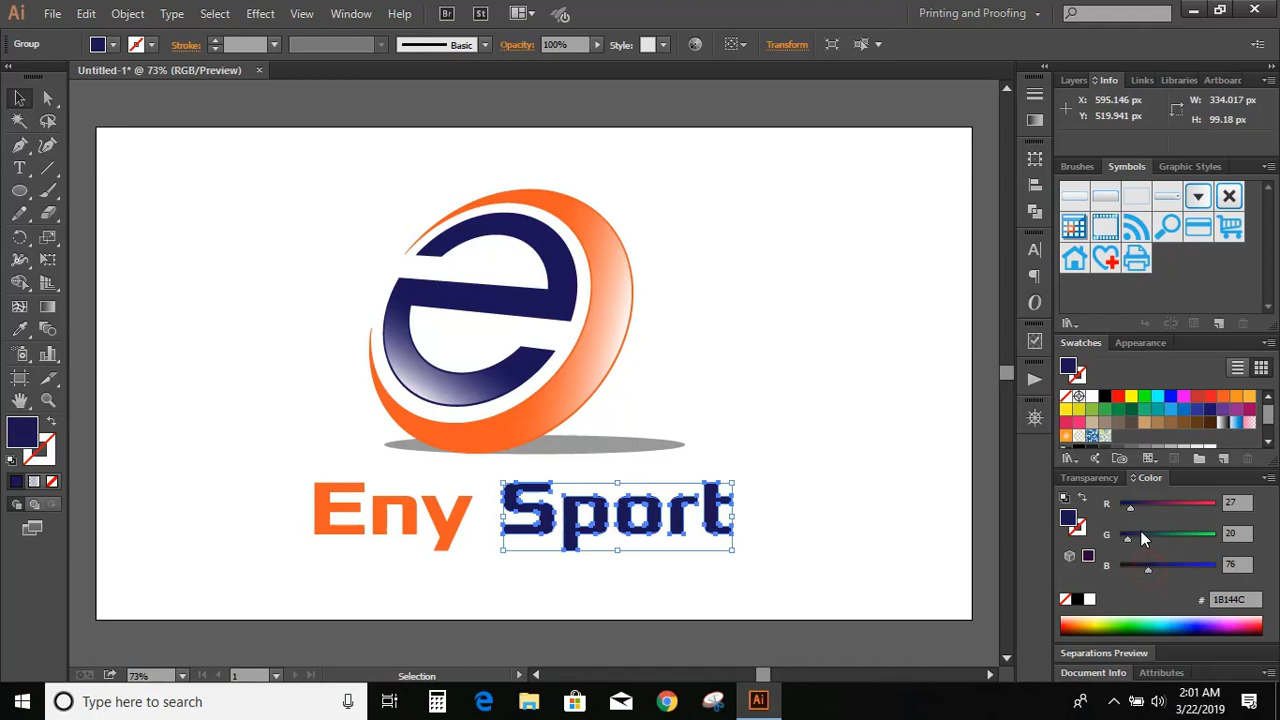 Ai File Edit Object Type Select Effect View Window Help Br St Printing and Proofing
Group Stroke: Basic Opacity: 100% Style: Transform
Untitled-1* @ 73% (RGB/Preview)
Layers Info Links Libraries Artboard
X: 595.146 px W: 334.017 px
Y: 519.941 px H: 99.18 px
Brushes Symbols Graphic Styles
Swatches Appearance
Transparency Color
R 27
G 20
B 76
# 1B144C
Separations Preview
Document Info Attributes
Eny Sport
73% 1 Selection
Type here to search
Ai
2:01 AM
3/22/2019